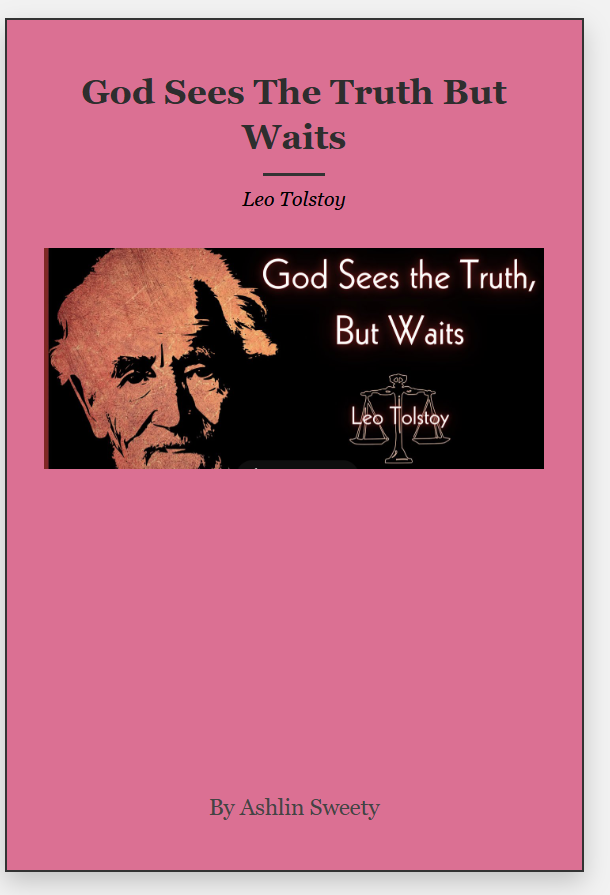 God Sees The Truth But
Waits
Leo Tolstoy
God Sees the Truth,
But Waits
Leo Tolstoy
By Ashlin Sweety